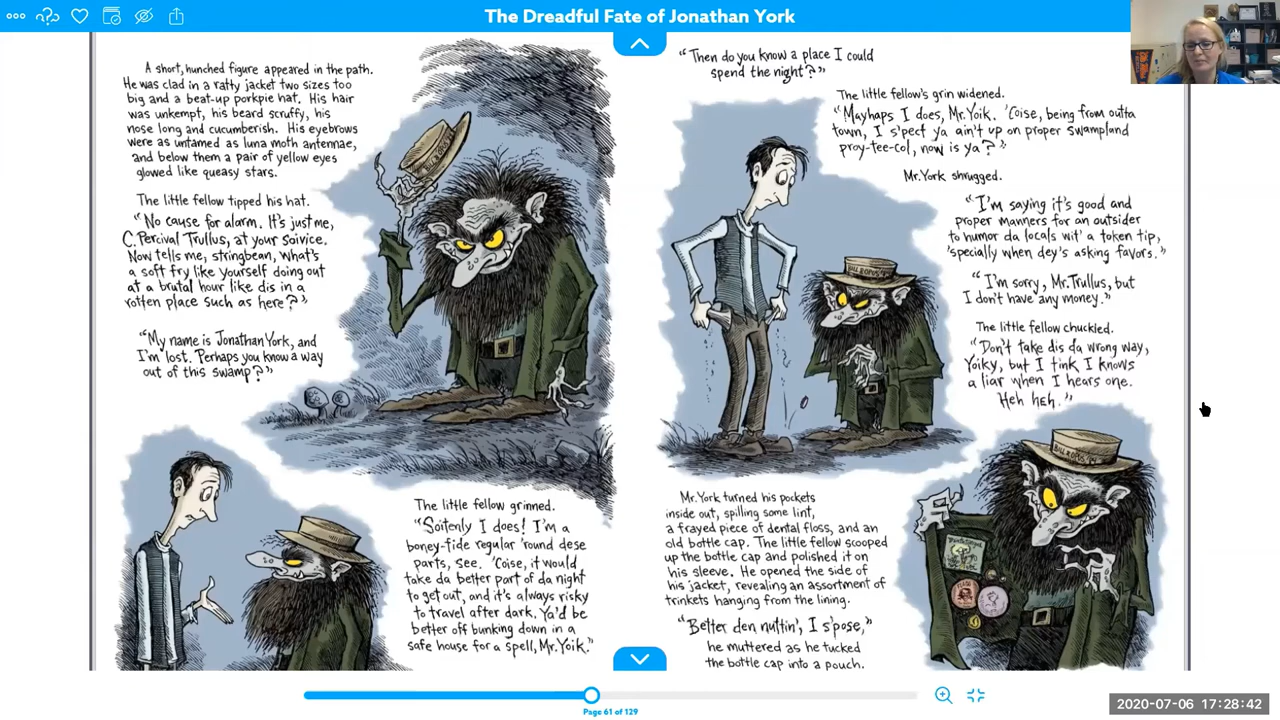 The Dreadful Fate of Jonathan York
A short, hunched figure appeared in the path.
He was clad in a ratty jacket two sizes too
big and a beat-up porkpie hat. His hair
was unkempt, his beard scruffy, his
nose long and cucumberish. His eyebrows
were as untamed as luna moth antennae,
and below them a pair of yellow eyes
glowed like queasy stars.
The little fellow tipped his hat.
"No cause for alarm. It's just me,
C. Percival Trullus, at your soivice.
Now tells me, stringbean, what's
a soft fry like yourself doing out
at a brutal hour like dis in a
rotten place such as here?"
"My name is Jonathan York, and
I'm lost. Perhaps you know a way
out of this swamp?"
The little fellow grinned.
"Soitenly I does! I'm a
boney-fide regular 'round dese
parts, see. 'Coise, it would
take da better part of da night
to get out, and it's always risky
to travel after dark. Ya'd be
better off bunking down in a
safe house for a spell, Mr. Yoik."
"Then do you know a place I could
spend the night?"
The little fellow's grin widened.
"Mayhaps I does, Mr. Yoik. 'Coise, being from outta
town, I s'pect ya ain't up on proper swampland
proy-tee-col, now is ya?"
Mr. York shrugged.
"I'm saying it's good and
proper manners for an outsider
to humor da locals wit' a token tip,
'specially when dey's asking favors."
"I'm sorry, Mr. Trullus, but
I don't have any money."
The little fellow chuckled.
"Don't take dis da wrong way,
Yoiky, but I tink I knows
a liar when I hears one.
Heh heh."
Mr. York turned his pockets
inside out, spilling some lint,
a frayed piece of dental floss, and an
old bottle cap. The little fellow scooped
up the bottle cap and polished it on
his sleeve. He opened the side of
his jacket, revealing an assortment of
trinkets hanging from the lining.
"Better den nuttin', I s'pose,"
he muttered as he tucked
the bottle cap into a pouch.
Page 61 of 129
2020-07-06 17:28:42